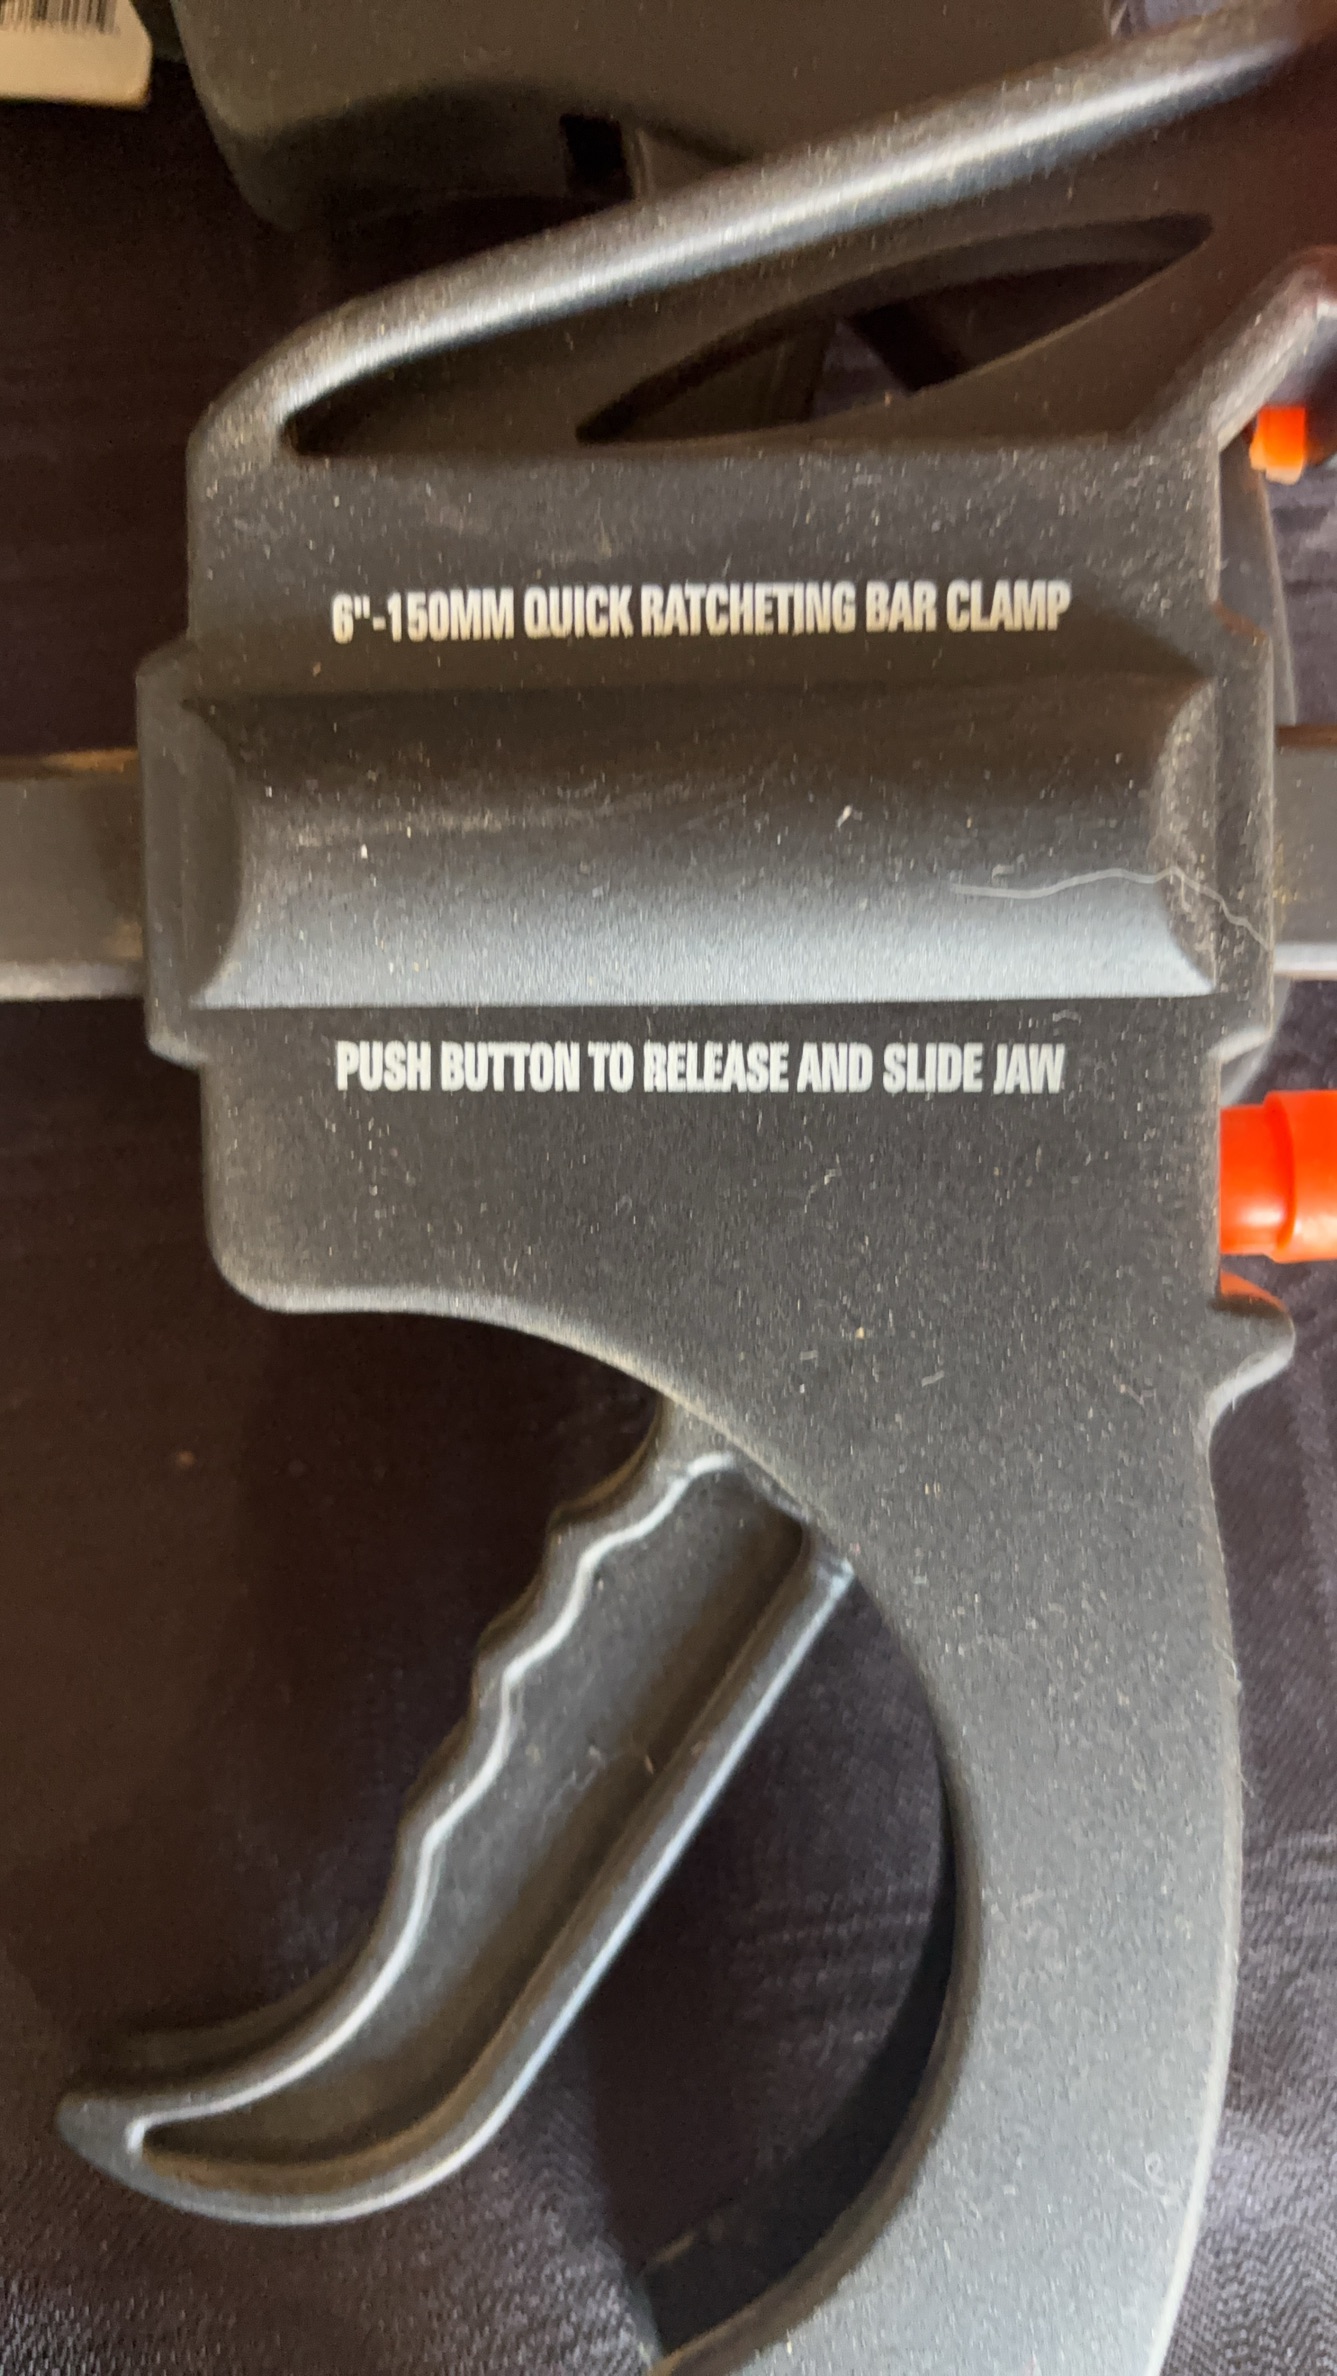 6"-150MM QUICK RATCHETING BAR CLAMP
PUSH BUTTON TO RELEASE AND SLIDE JAW